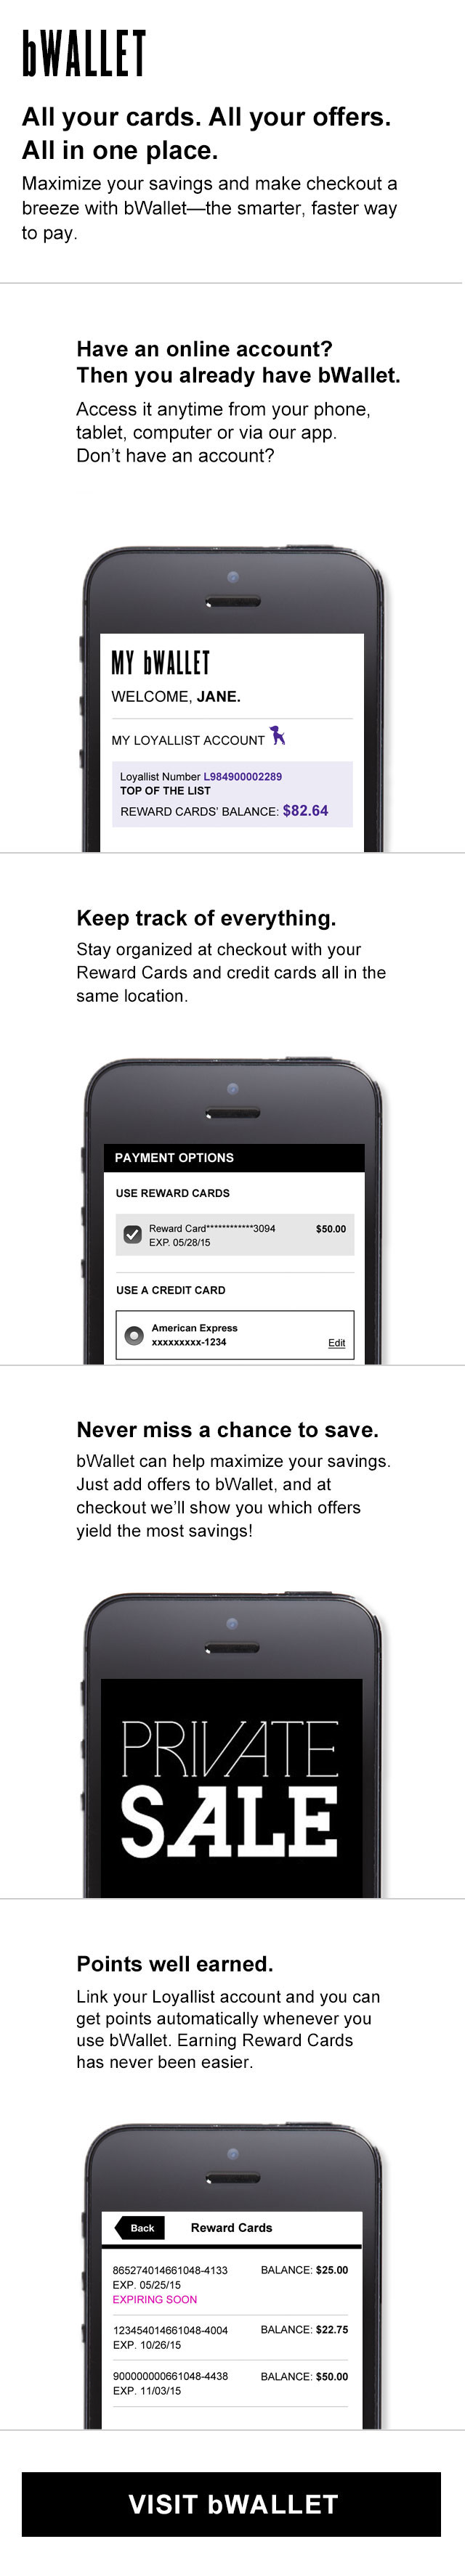 bWALLET
All your cards. All your offers.
All in one place.
Maximize your savings and make checkout a
breeze with bWallet—the smarter, faster way
to pay.
Have an online account?
Then you already have bWallet.
Access it anytime from your phone,
tablet, computer or via our app.
Don’t have an account?
MY bWALLET
WELCOME, JANE.
MY LOYALLIST ACCOUNT
Loyallist Number L984900002289
TOP OF THE LIST
REWARD CARDS’ BALANCE: $82.64
Keep track of everything.
Stay organized at checkout with your
Reward Cards and credit cards all in the
same location.
PAYMENT OPTIONS
USE REWARD CARDS
Reward Card************3094 $50.00
EXP. 05/28/15
USE A CREDIT CARD
American Express
xxxxxxxxx-1234 Edit
Never miss a chance to save.
bWallet can help maximize your savings.
Just add offers to bWallet, and at
checkout we’ll show you which offers
yield the most savings!
PRIVATE
SALE
Points well earned.
Link your Loyallist account and you can
get points automatically whenever you
use bWallet. Earning Reward Cards
has never been easier.
Back Reward Cards
865274014661048-4133 BALANCE: $25.00
EXP. 05/25/15
EXPIRING SOON
123454014661048-4004 BALANCE: $22.75
EXP. 10/26/15
900000000661048-4438 BALANCE: $50.00
EXP. 11/03/15
VISIT bWALLET